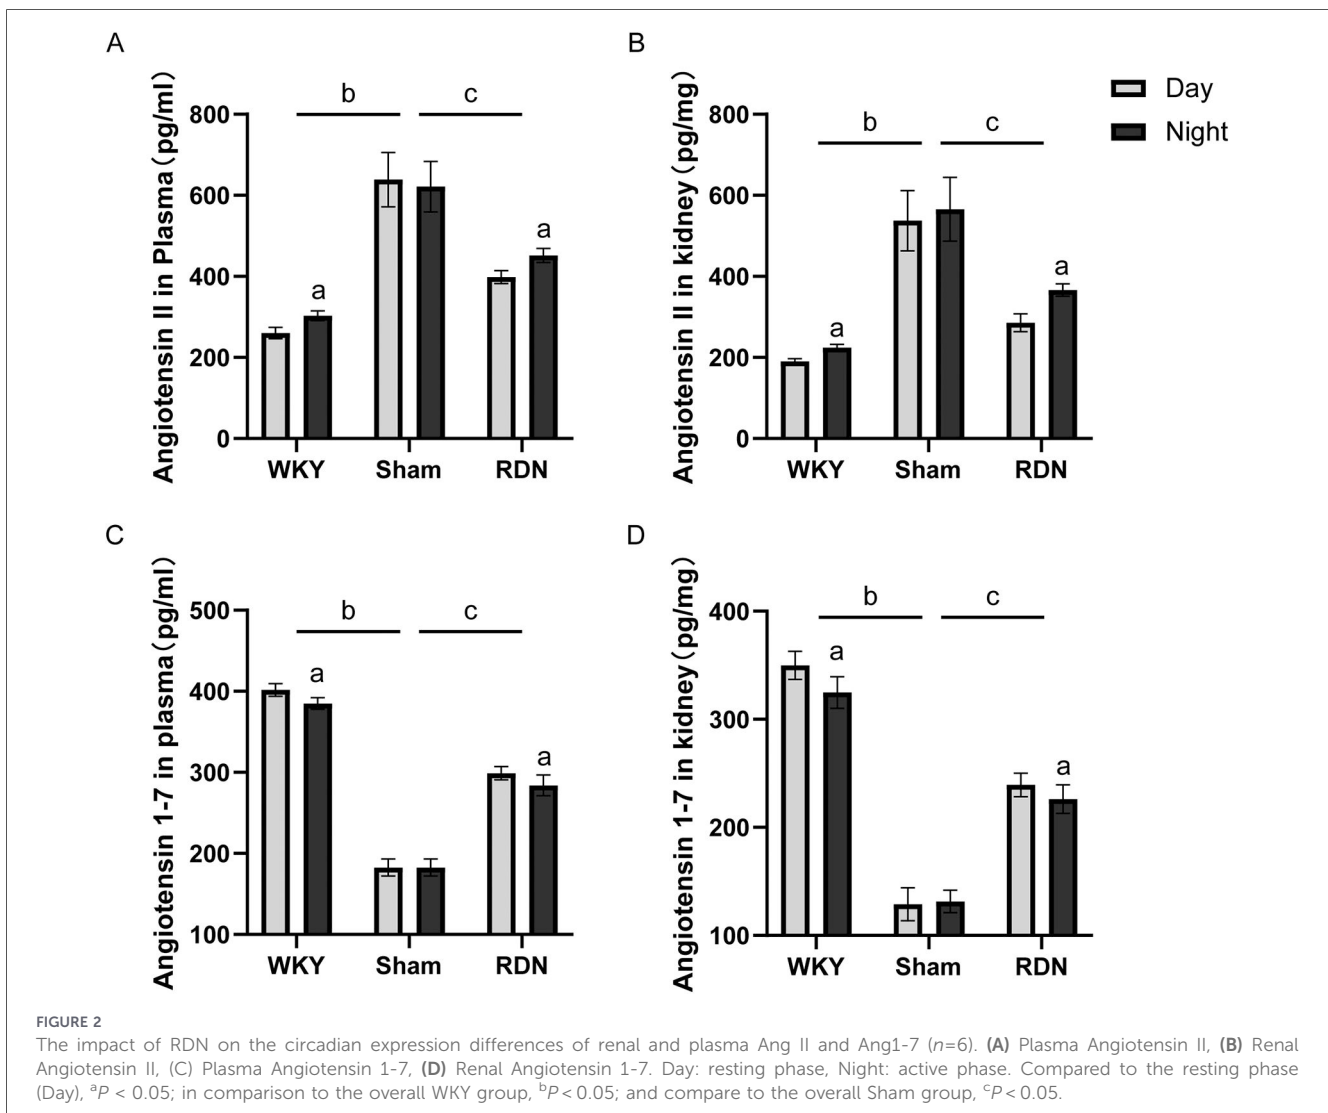 A
Angiotensin II in Plasma(pg/ml)
800
600
400
200
0
b
c
a
a
WKY
Sham
RDN
B
Angiotensin II in kidney(pg/mg)
800
600
400
200
0
b
c
a
a
WKY
Sham
RDN
Day
Night
C
Angiotensin 1-7 in plasma(pg/ml)
500
400
300
200
100
b
c
a
a
WKY
Sham
RDN
D
Angiotensin 1-7 in kidney(pg/mg)
400
300
200
100
b
c
a
a
WKY
Sham
RDN
FIGURE 2
The impact of RDN on the circadian expression differences of renal and plasma Ang II and Ang1-7 (n=6). (A) Plasma Angiotensin II, (B) Renal
Angiotensin II, (C) Plasma Angiotensin 1-7, (D) Renal Angiotensin 1-7. Day: resting phase, Night: active phase. Compared to the resting phase
(Day), ᵃP < 0.05; in comparison to the overall WKY group, ᵇP < 0.05; and compare to the overall Sham group, ᶜP < 0.05.